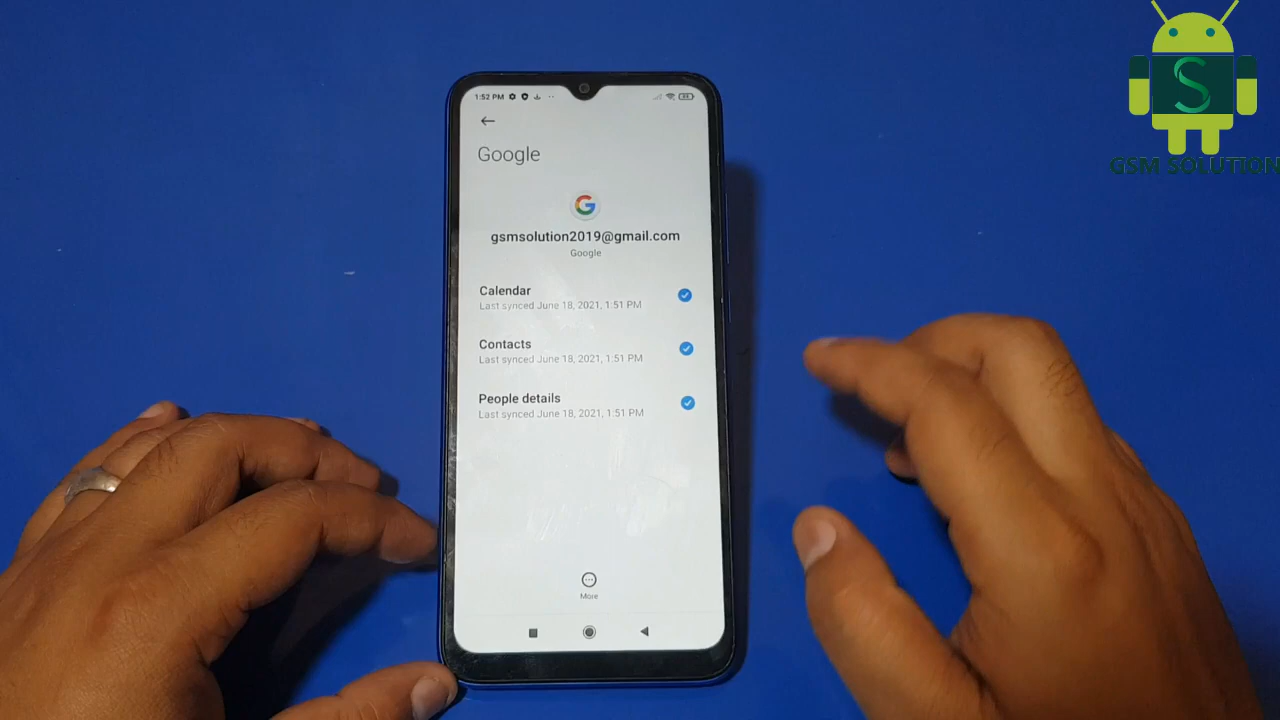 GSM SOLUTION
1:52 PM
Google
gsmsolution2019@gmail.com
Google
Calendar
Last synced June 18, 2021, 1:51 PM
Contacts
Last synced June 18, 2021, 1:51 PM
People details
Last synced June 18, 2021, 1:51 PM
More